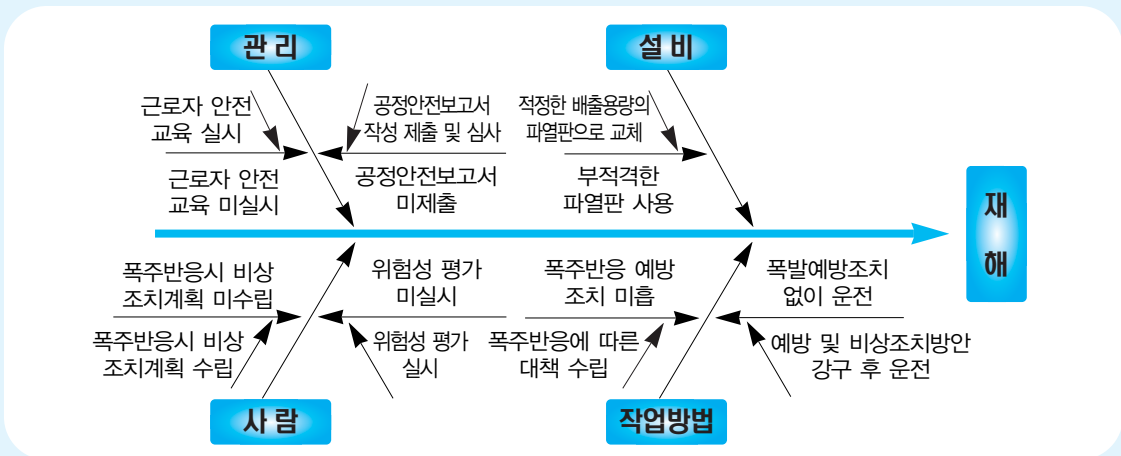 관리
설비
근로자 안전
교육 실시
공정안전보고서
작성 제출 및 심사
적정한 배출용량의
파열판으로 교체
근로자 안전
교육 미실시
공정안전보고서
미제출
부적격한
파열판 사용
재
해
폭주반응시 비상
조치계획 미수립
위험성 평가
미실시
폭주반응 예방
조치 미흡
폭발예방조치
없이 운전
폭주반응시 비상
조치계획 수립
위험성 평가
실시
폭주반응에 따른
대책 수립
예방 및 비상조치방안
강구 후 운전
사람
작업방법